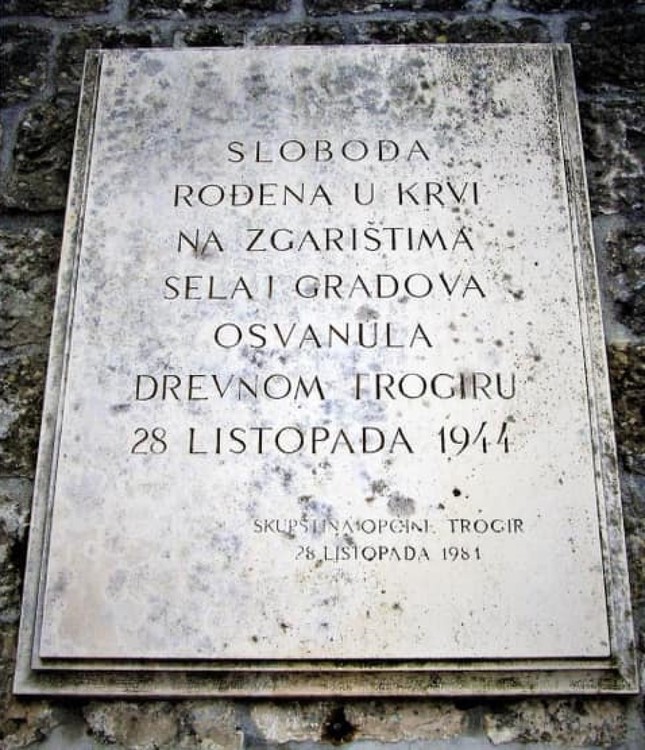 SLOBODA
ROĐENA U KRVI
NA ZGARIŠTIMA
SELA I GRADOVA
OSVANULA
DREVNOM TROGIRU
28 LISTOPADA 1944
SKUPŠTINA OPĆINE TROGIR
28 LISTOPADA 1981